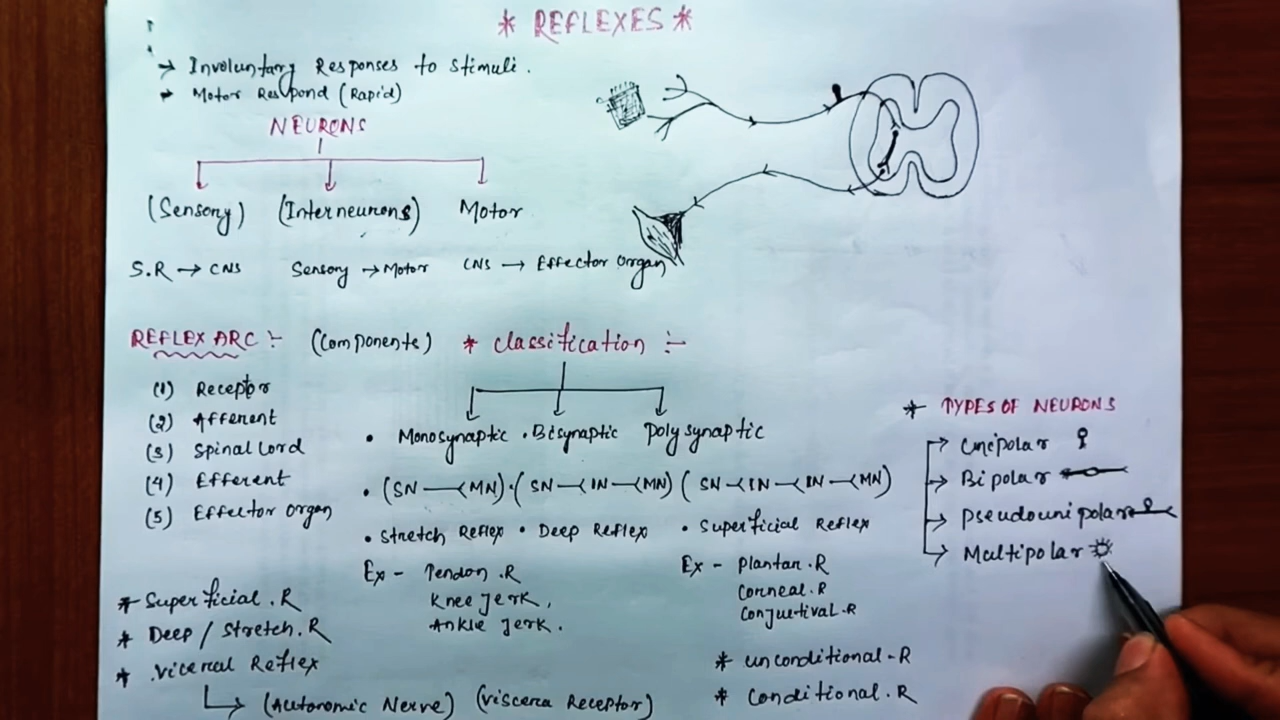 * REFLEXES *
→ Involuntary Responses to stimuli.
→ Motor Respond (Rapid)
NEURONS
(Sensory) (Interneurons) Motor
S.R → CNS Sensory → Motor CNS → Effector Organ
REFLEX ARC :- (Components)
(1) Receptor
(2) Afferent
(3) Spinal Cord
(4) Efferent
(5) Effector Organ
* Classification :-
• Monosynaptic • Bisynaptic Polysynaptic
• (SN —< MN) • (SN —< IN —< MN) (SN —< IN —< IN —< MN)
• Stretch Reflex • Deep Reflex • Superficial Reflex
Ex - Tendon .R
Knee Jerk,
Ankle Jerk.
Ex - Plantar .R
Corneal .R
Conjuctival .R
* TYPES OF NEURONS
→ Unipolar
→ Bipolar
→ Pseudounipolar
→ Multipolar
* Superficial .R
* Deep / Stretch .R
* .Viceral Reflex
→ (Autonomic Nerve) (Viscera Receptor)
* unconditional - R
* Conditional .R